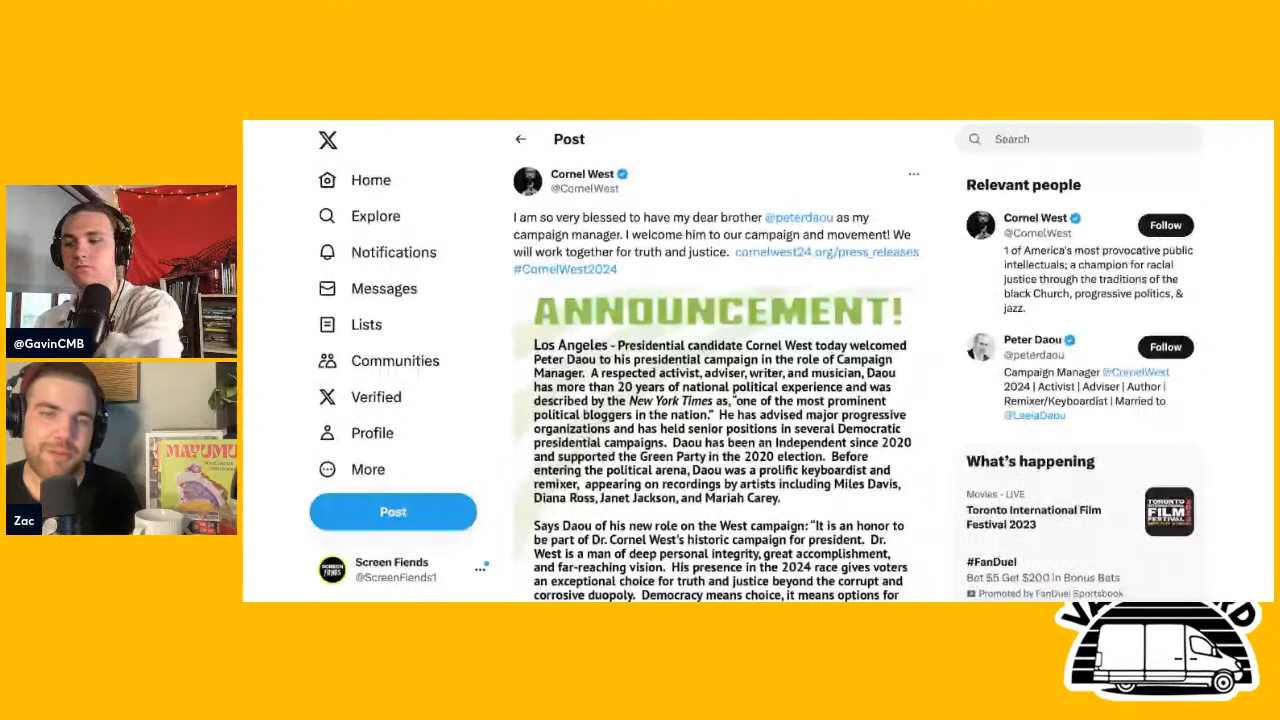 @GavinCMB
Zac
MAYUMU
Home
Explore
Notifications
Messages
Lists
Communities
Verified
Profile
More
Post
Screen Fiends
@ScreenFiends1
Post
Cornel West
@CornelWest
I am so very blessed to have my dear brother @peterdaou as my
campaign manager. I welcome him to our campaign and movement! We
will work together for truth and justice. cornelwest24.org/press_releases
#CornelWest2024
ANNOUNCEMENT!
Los Angeles - Presidential candidate Cornel West today welcomed
Peter Daou to his presidential campaign in the role of Campaign
Manager. A respected activist, adviser, writer, and musician, Daou
has more than 20 years of national political experience and was
described by the New York Times as, "one of the most prominent
political bloggers in the nation." He has advised major progressive
organizations and has held senior positions in several Democratic
presidential campaigns. Daou has been an Independent since 2020
and supported the Green Party in the 2020 election. Before
entering the political arena, Daou was a prolific keyboardist and
remixer, appearing on recordings by artists including Miles Davis,
Diana Ross, Janet Jackson, and Mariah Carey.
Says Daou of his new role on the West campaign: "It is an honor to
be part of Dr. Cornel West's historic campaign for president. Dr.
West is a man of deep personal integrity, great accomplishment,
and far-reaching vision. His presence in the 2024 race gives voters
an exceptional choice for truth and justice beyond the corrupt and
corrosive duopoly. Democracy means choice, it means options for
Search
Relevant people
Cornel West
@CornelWest
Follow
1 of America's most provocative public
intellectuals; a champion for racial
justice through the traditions of the
black Church, progressive politics, &
jazz.
Peter Daou
@peterdaou
Follow
Campaign Manager @CornelWest
2024 | Activist | Adviser | Author |
Remixer/Keyboardist | Married to
@LeelaDaou
What's happening
Movies · LIVE
Toronto International Film
Festival 2023
TORONTO
INTERNATIONAL
FILM
FESTIVAL
#FanDuel
Bet $5 Get $200 in Bonus Bets
Promoted by FanDuel Sportsbook